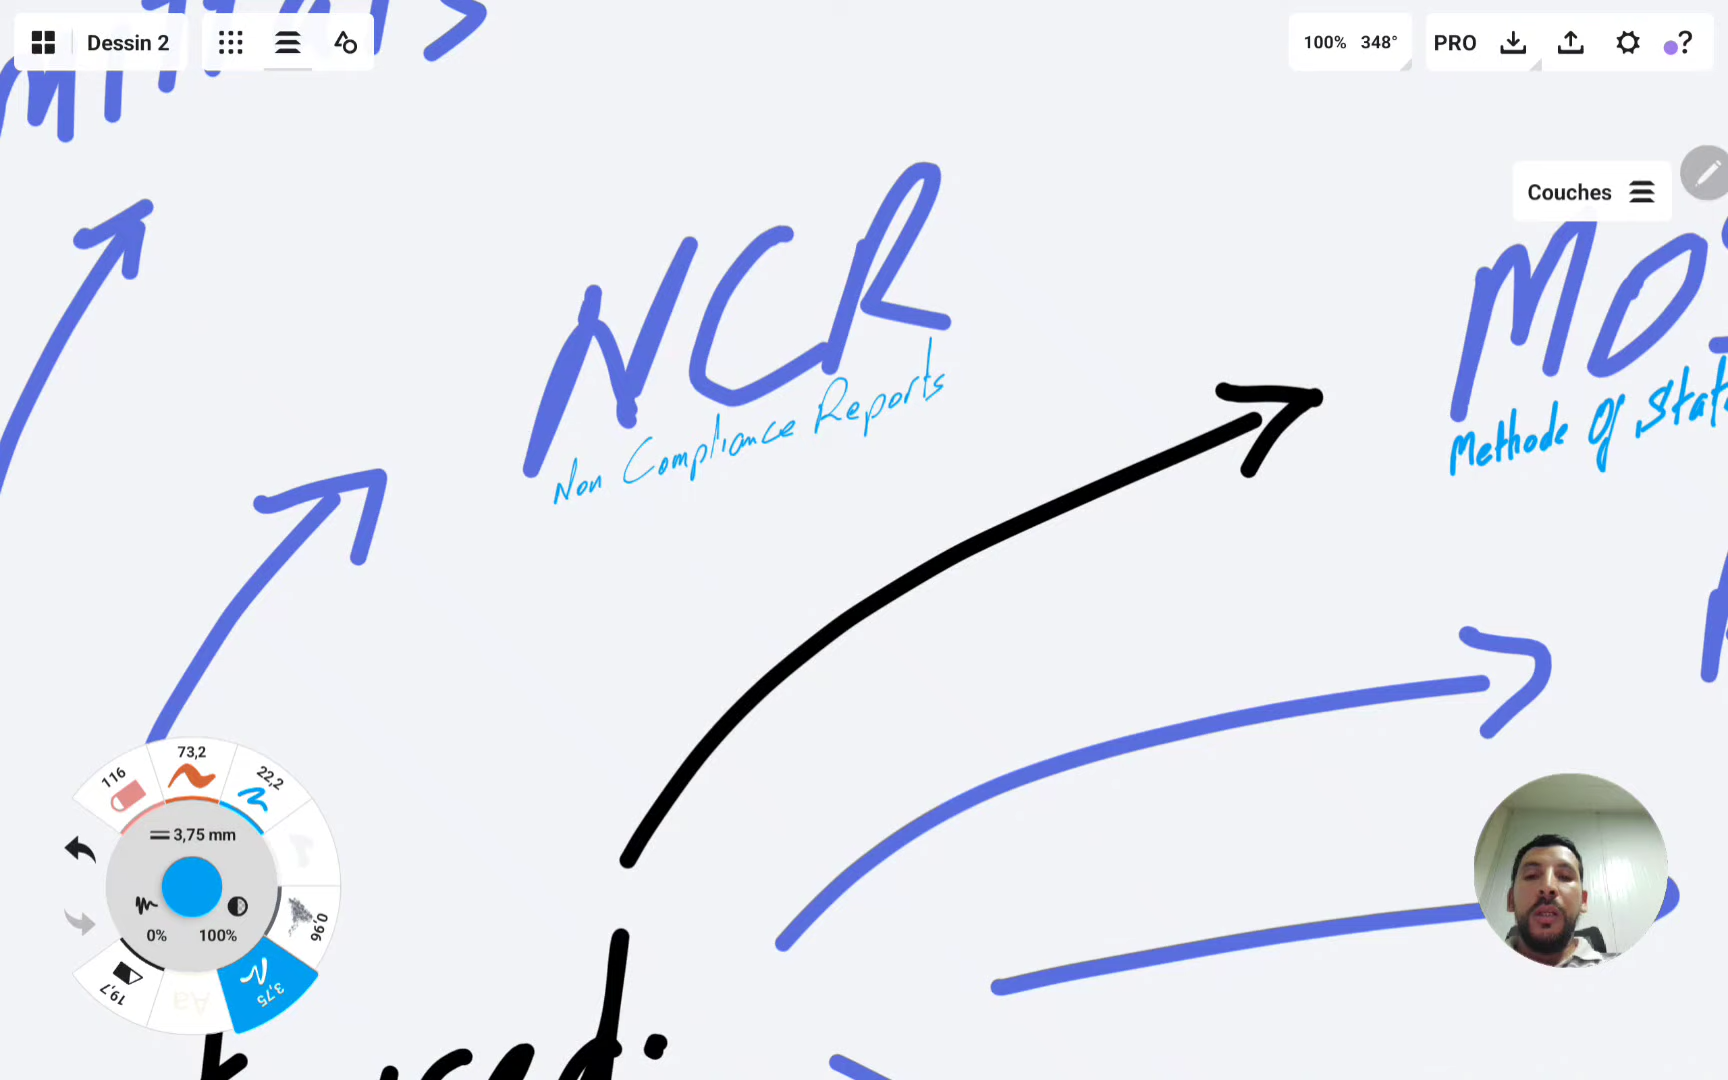 Dessin 2
100% 348°
PRO
?
Couches
NCR
Non Compliance Reports
Methode Of Stat
116
73,2
22,2
3,75 mm
0% 100%
0,96
3,75
Aa
19,7